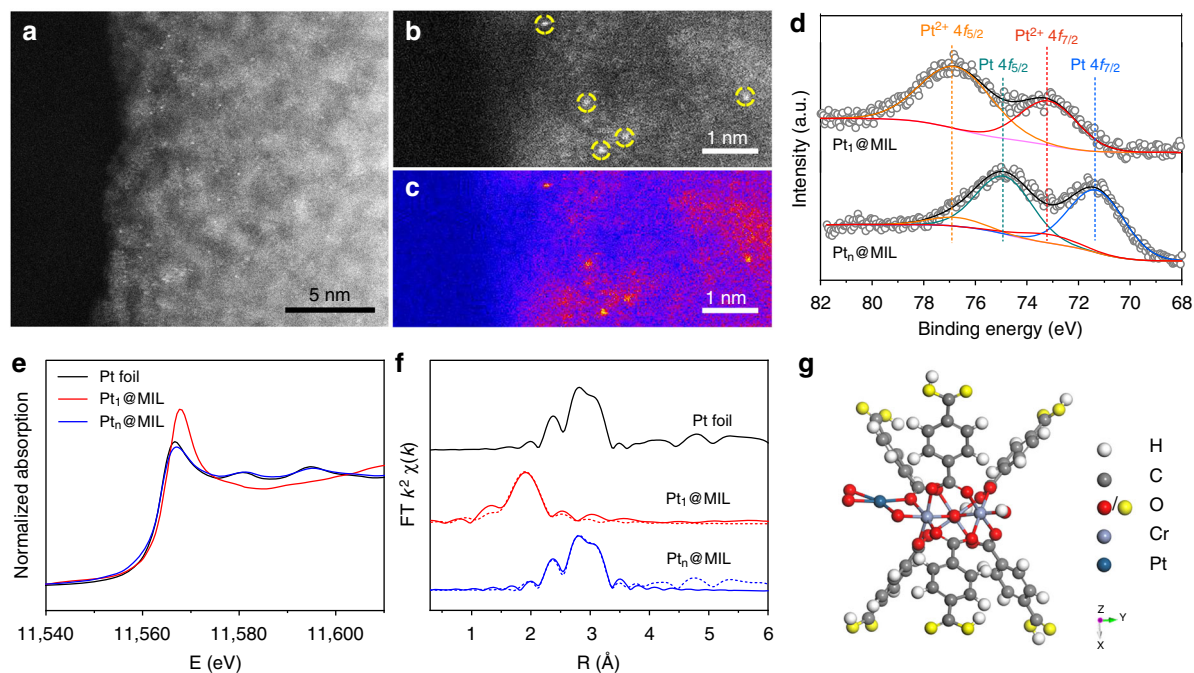 a
5 nm
b
1 nm
c
1 nm
d
Pt²⁺ 4f₅/₂
Pt²⁺ 4f₇/₂
Pt 4f₅/₂
Pt 4f₇/₂
Pt₁@MIL
Ptₙ@MIL
Intensity (a.u.)
82 80 78 76 74 72 70 68
Binding energy (eV)
e
Pt foil
Pt₁@MIL
Ptₙ@MIL
Normalized absorption
11,540 11,560 11,580 11,600
E (eV)
f
Pt foil
Pt₁@MIL
Ptₙ@MIL
FT k² χ(k)
1 2 3 4 5 6
R (Å)
g
H
C
/ O
Cr
Pt
Z
Y
X